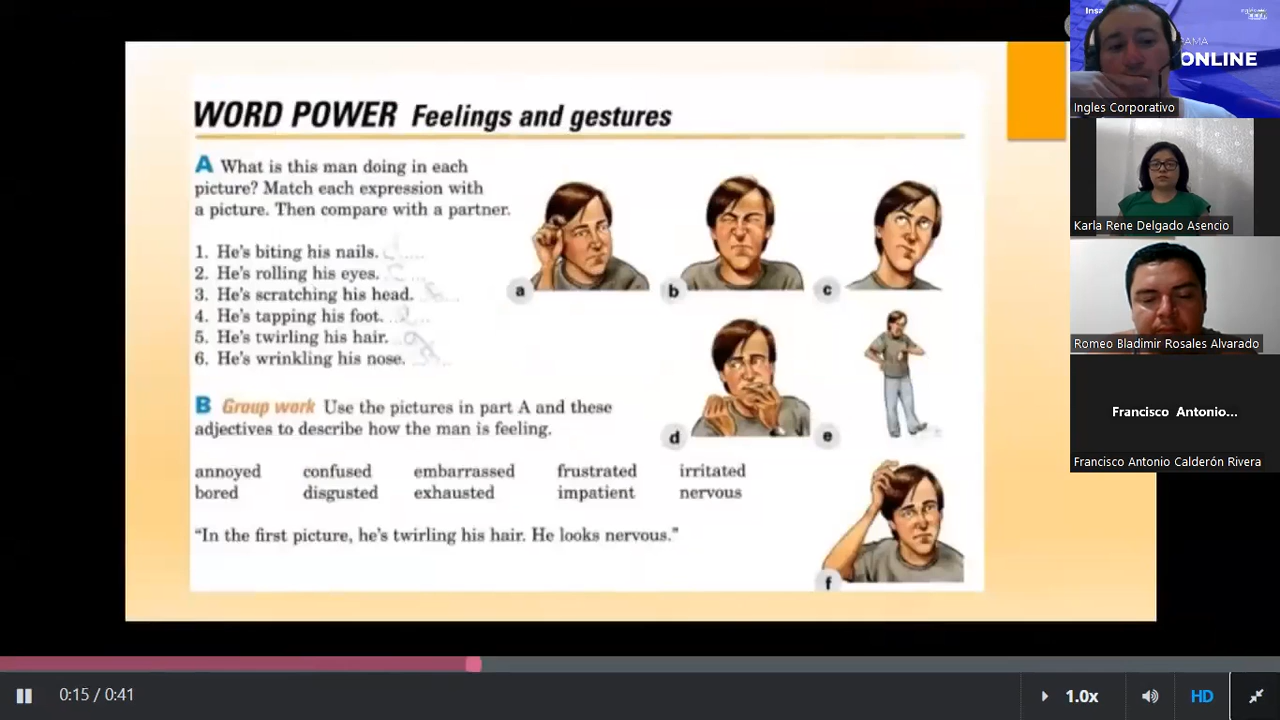 WORD POWER Feelings and gestures
A What is this man doing in each
picture? Match each expression with
a picture. Then compare with a partner.
1. He's biting his nails.
2. He's rolling his eyes.
3. He's scratching his head.
4. He's tapping his foot.
5. He's twirling his hair.
6. He's wrinkling his nose.
a
b
c
d
e
f
B Group work Use the pictures in part A and these
adjectives to describe how the man is feeling.
annoyed confused embarrassed frustrated irritated
bored disgusted exhausted impatient nervous
"In the first picture, he's twirling his hair. He looks nervous."
Insa
RAMA
ONLINE
Ingles Corporativo
Karla Rene Delgado Asencio
Romeo Bladimir Rosales Alvarado
Francisco Antonio...
Francisco Antonio Calderón Rivera
0:15 / 0:41
1.0x
HD